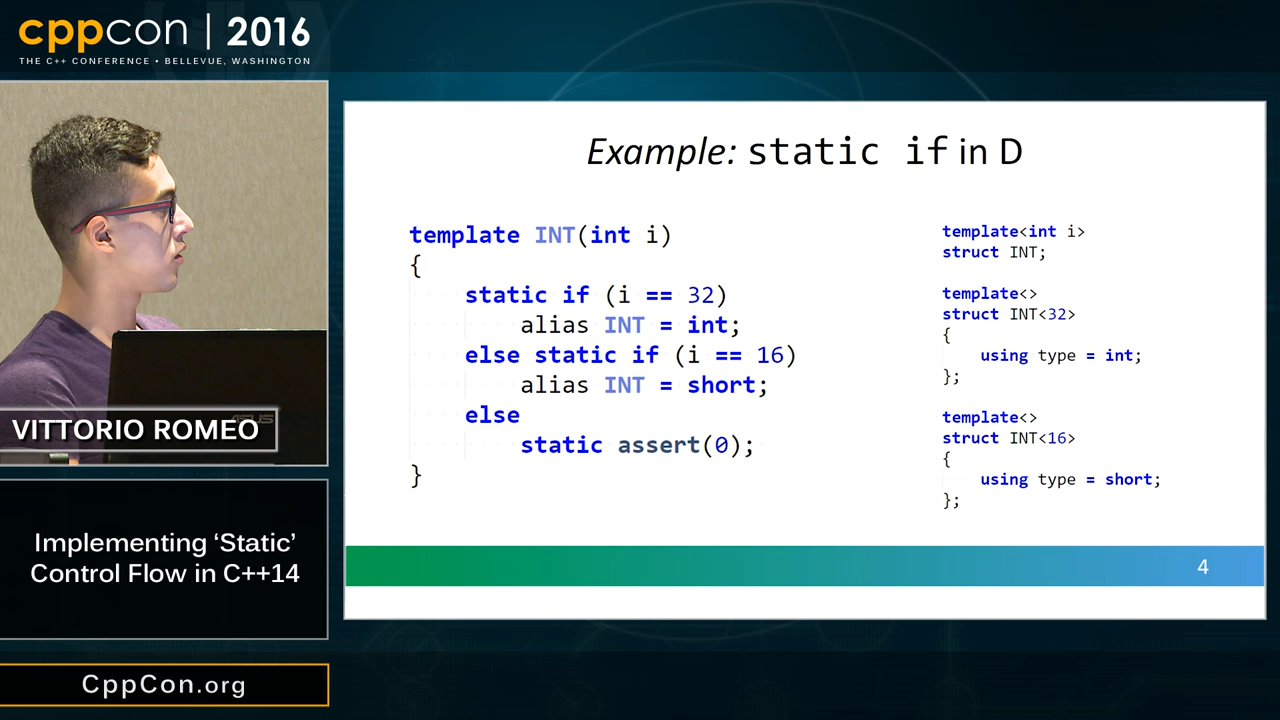 cppcon | 2016
THE C++ CONFERENCE • BELLEVUE, WASHINGTON
VITTORIO ROMEO
Implementing ‘Static’
Control Flow in C++14
CppCon.org
Example: static if in D
template INT(int i)
{
static if (i == 32)
alias INT = int;
else static if (i == 16)
alias INT = short;
else
static assert(0);
}
template<int i>
struct INT;
template<>
struct INT<32>
{
using type = int;
};
template<>
struct INT<16>
{
using type = short;
};
4